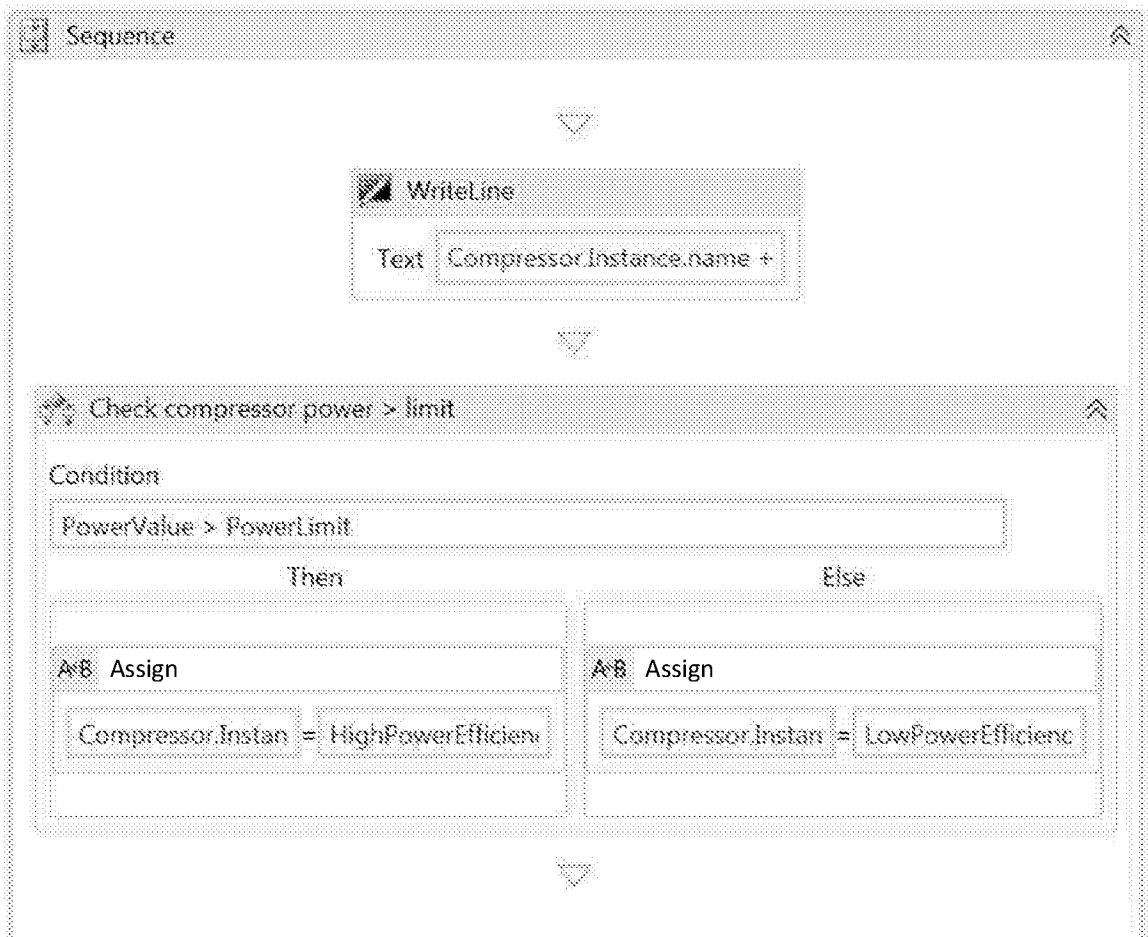 Sequence
WriteLine
Text Compressor.Instance.name +
Check compressor power > limit
Condition
PowerValue > PowerLimit
Then Else
A+B Assign A+B Assign
Compressor.Instan = HighPowerEfficien Compressor.Instan = LowPowerEfficienc